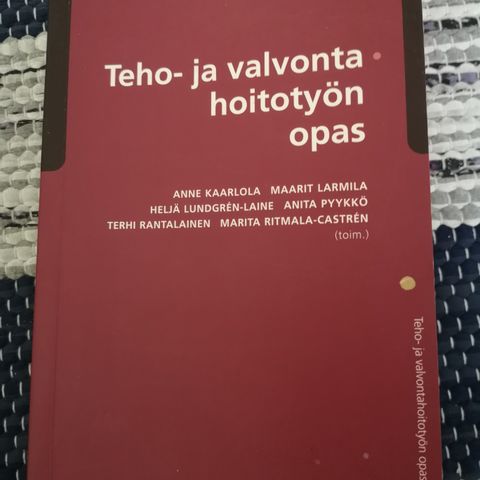 Teho- ja valvonta
hoitotyön
opas
ANNE KAARLOLA MAARIT LARMILA
HELJÄ LUNDGRÉN-LAINE ANITA PYYKKÖ
TERHI RANTALAINEN MARITA RITMALA-CASTRÉN
(toim.)
Teho- ja valvontahoitotyön opas